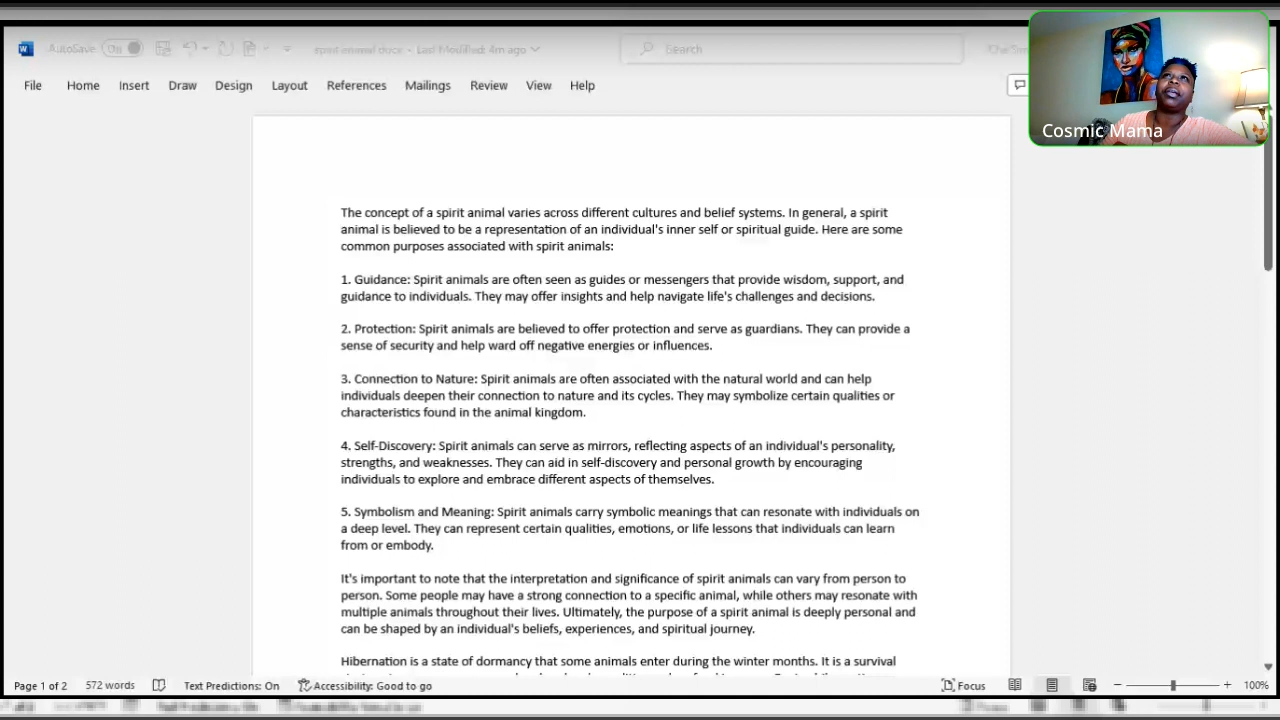 AutoSave On
spirit animal.docx - Last Modified: 4m ago
Search
Cosmic Mama
File Home Insert Draw Design Layout References Mailings Review View Help
The concept of a spirit animal varies across different cultures and belief systems. In general, a spirit
animal is believed to be a representation of an individual's inner self or spiritual guide. Here are some
common purposes associated with spirit animals:
1. Guidance: Spirit animals are often seen as guides or messengers that provide wisdom, support, and
guidance to individuals. They may offer insights and help navigate life's challenges and decisions.
2. Protection: Spirit animals are believed to offer protection and serve as guardians. They can provide a
sense of security and help ward off negative energies or influences.
3. Connection to Nature: Spirit animals are often associated with the natural world and can help
individuals deepen their connection to nature and its cycles. They may symbolize certain qualities or
characteristics found in the animal kingdom.
4. Self-Discovery: Spirit animals can serve as mirrors, reflecting aspects of an individual's personality,
strengths, and weaknesses. They can aid in self-discovery and personal growth by encouraging
individuals to explore and embrace different aspects of themselves.
5. Symbolism and Meaning: Spirit animals carry symbolic meanings that can resonate with individuals on
a deep level. They can represent certain qualities, emotions, or life lessons that individuals can learn
from or embody.
It's important to note that the interpretation and significance of spirit animals can vary from person to
person. Some people may have a strong connection to a specific animal, while others may resonate with
multiple animals throughout their lives. Ultimately, the purpose of a spirit animal is deeply personal and
can be shaped by an individual's beliefs, experiences, and spiritual journey.
Hibernation is a state of dormancy that some animals enter during the winter months. It is a survival
Page 1 of 2 572 words Text Predictions: On Accessibility: Good to go Focus 100%